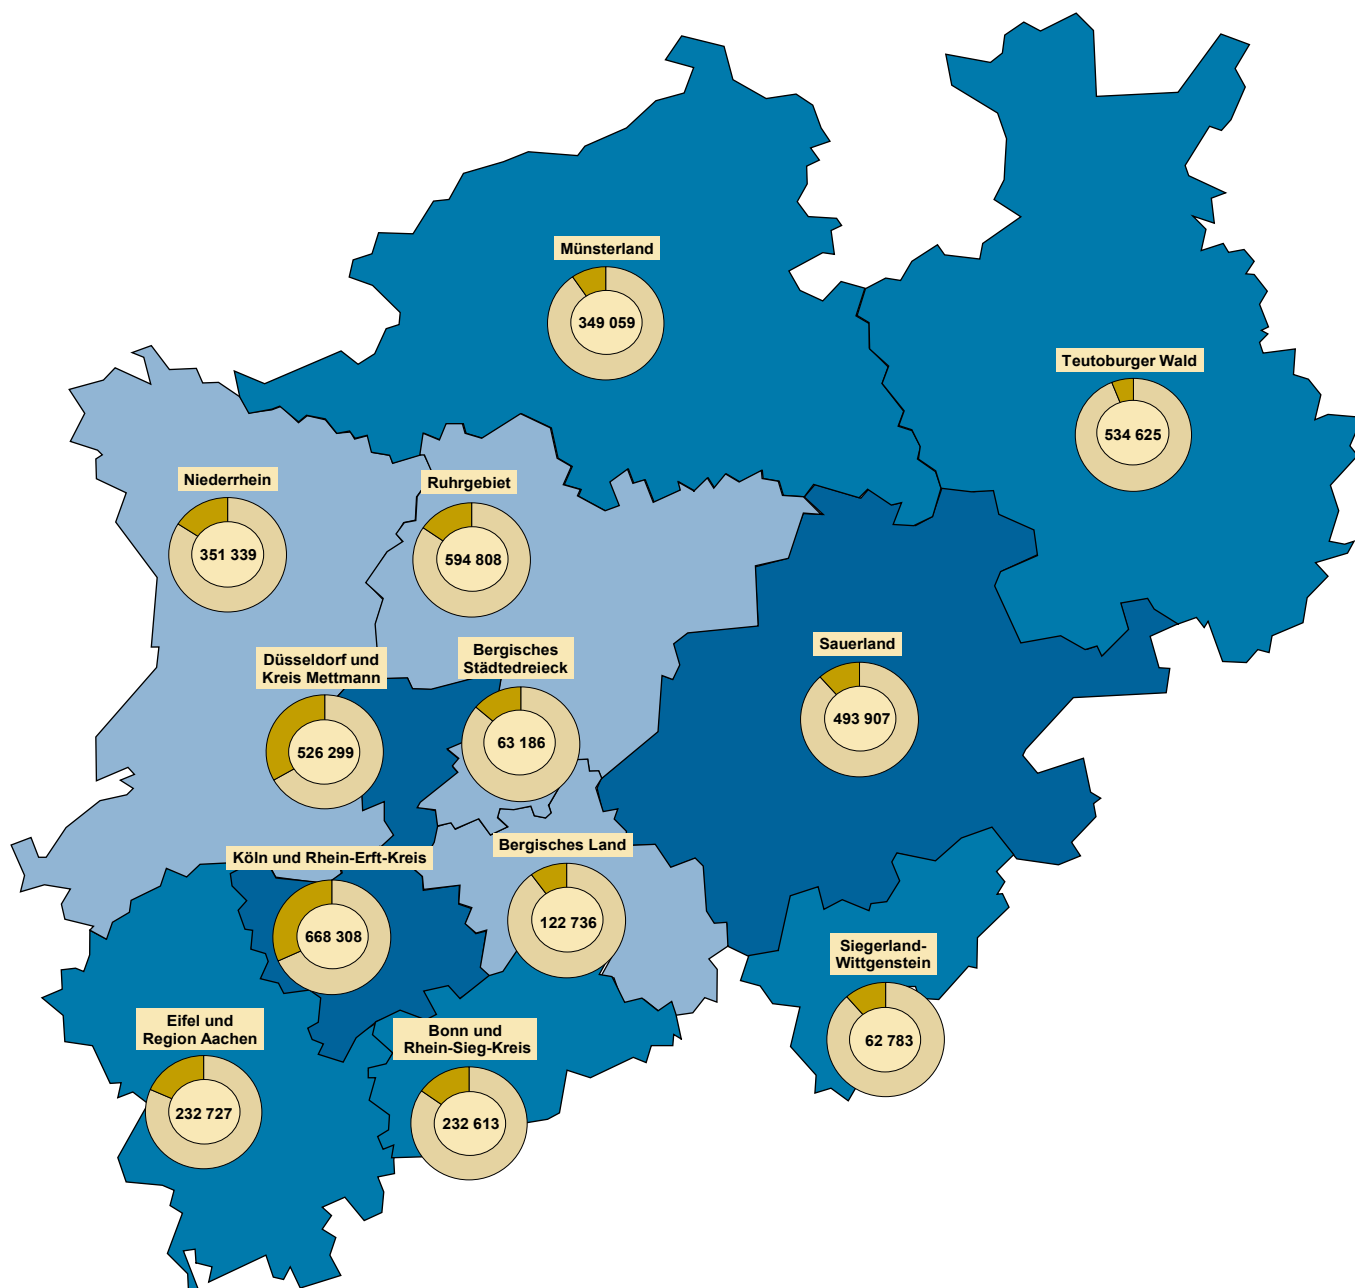 Münsterland
349 059
Teutoburger Wald
534 625
Niederrhein
351 339
Ruhrgebiet
594 808
Düsseldorf und
Kreis Mettmann
526 299
Bergisches
Städtedreieck
63 186
Sauerland
493 907
Köln und Rhein-Erft-Kreis
668 308
Bergisches Land
122 736
Siegerland-
Wittgenstein
62 783
Eifel und
Region Aachen
232 727
Bonn und
Rhein-Sieg-Kreis
232 613